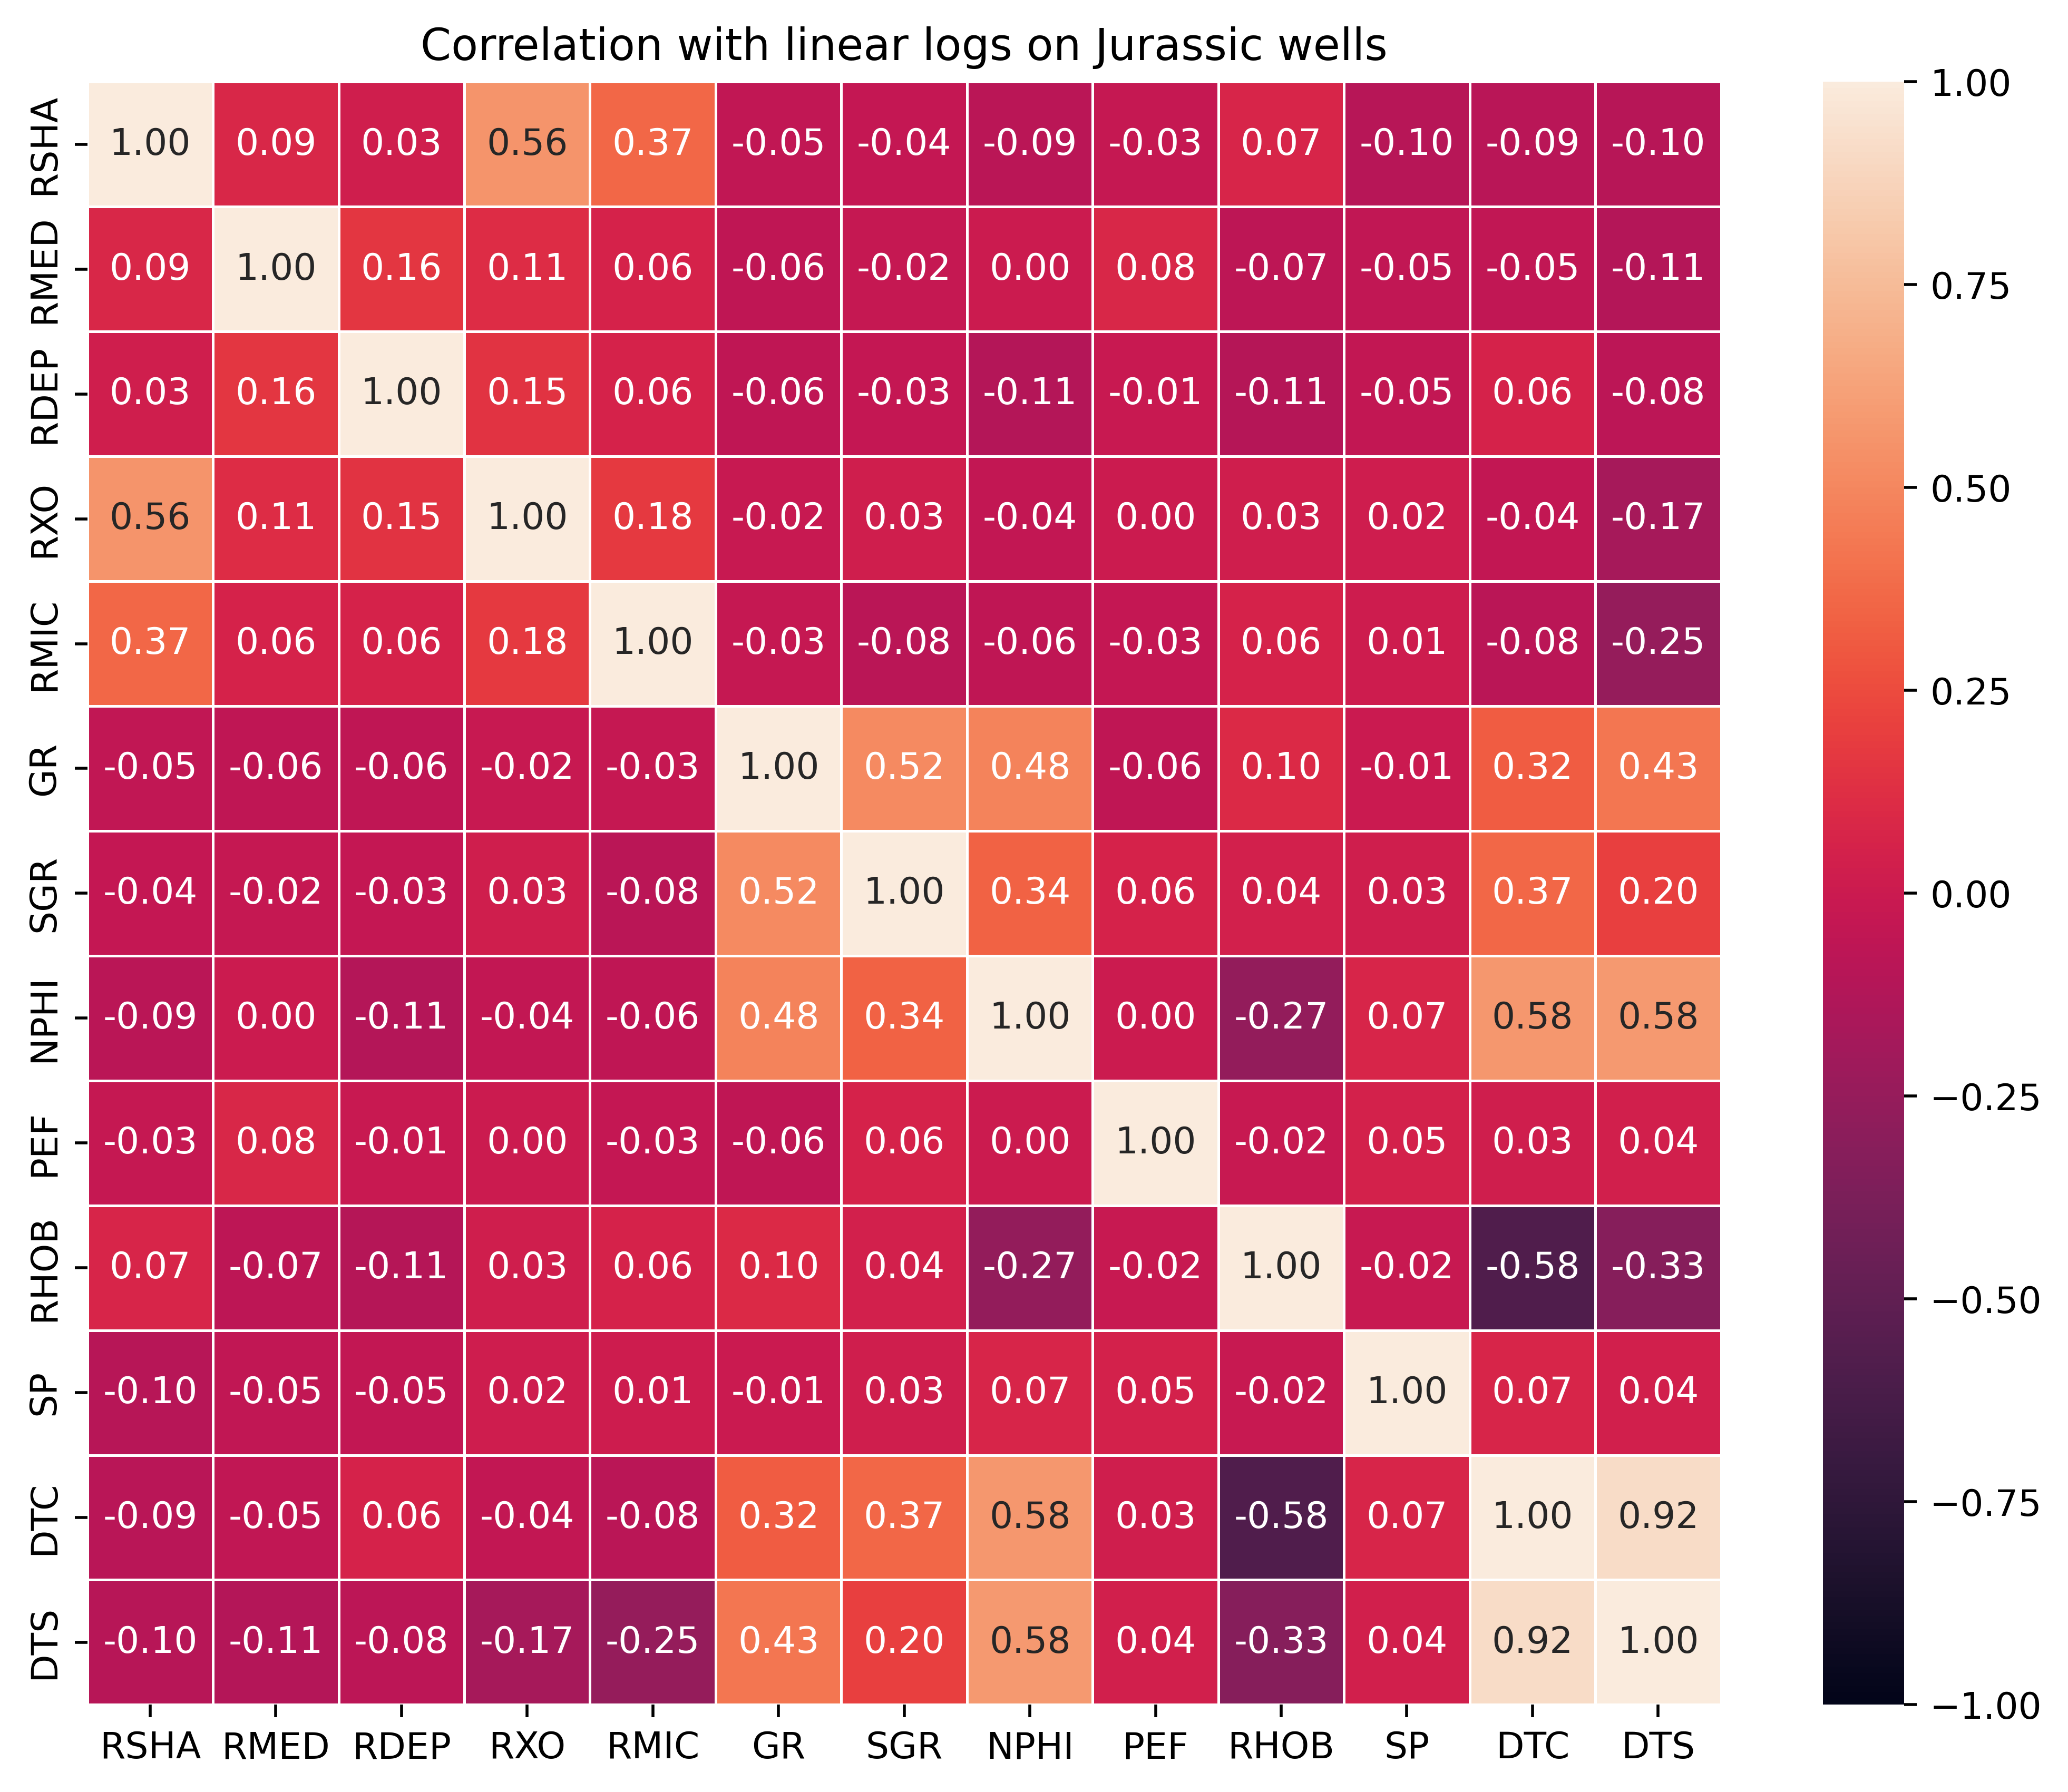 Correlation with linear logs on Jurassic wells
RSHA 1.00 0.09 0.03 0.56 0.37 -0.05 -0.04 -0.09 -0.03 0.07 -0.10 -0.09 -0.10
RMED 0.09 1.00 0.16 0.11 0.06 -0.06 -0.02 0.00 0.08 -0.07 -0.05 -0.05 -0.11
RDEP 0.03 0.16 1.00 0.15 0.06 -0.06 -0.03 -0.11 -0.01 -0.11 -0.05 0.06 -0.08
RXO 0.56 0.11 0.15 1.00 0.18 -0.02 0.03 -0.04 0.00 0.03 0.02 -0.04 -0.17
RMIC 0.37 0.06 0.06 0.18 1.00 -0.03 -0.08 -0.06 -0.03 0.06 0.01 -0.08 -0.25
GR -0.05 -0.06 -0.06 -0.02 -0.03 1.00 0.52 0.48 -0.06 0.10 -0.01 0.32 0.43
SGR -0.04 -0.02 -0.03 0.03 -0.08 0.52 1.00 0.34 0.06 0.04 0.03 0.37 0.20
NPHI -0.09 0.00 -0.11 -0.04 -0.06 0.48 0.34 1.00 0.00 -0.27 0.07 0.58 0.58
PEF -0.03 0.08 -0.01 0.00 -0.03 -0.06 0.06 0.00 1.00 -0.02 0.05 0.03 0.04
RHOB 0.07 -0.07 -0.11 0.03 0.06 0.10 0.04 -0.27 -0.02 1.00 -0.02 -0.58 -0.33
SP -0.10 -0.05 -0.05 0.02 0.01 -0.01 0.03 0.07 0.05 -0.02 1.00 0.07 0.04
DTC -0.09 -0.05 0.06 -0.04 -0.08 0.32 0.37 0.58 0.03 -0.58 0.07 1.00 0.92
DTS -0.10 -0.11 -0.08 -0.17 -0.25 0.43 0.20 0.58 0.04 -0.33 0.04 0.92 1.00
RSHA RMED RDEP RXO RMIC GR SGR NPHI PEF RHOB SP DTC DTS
1.00
0.75
0.50
0.25
0.00
−0.25
−0.50
−0.75
−1.00